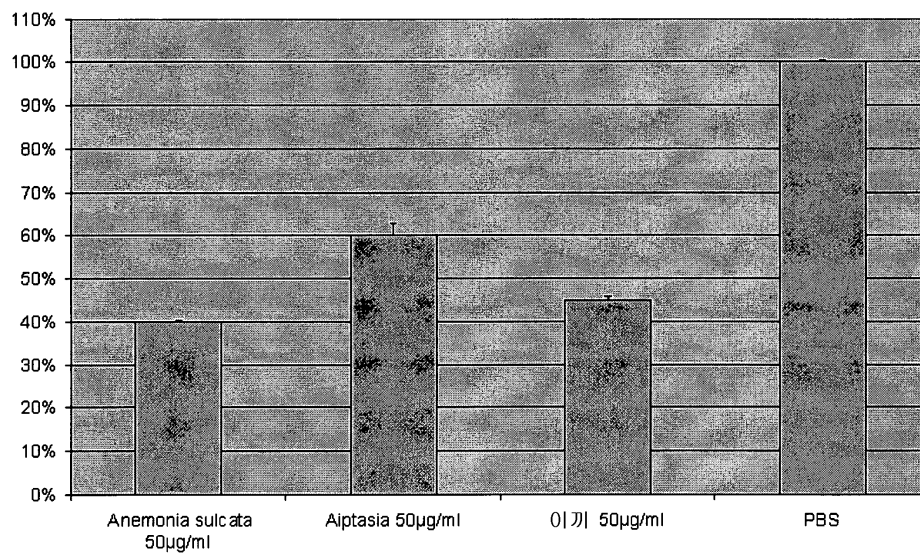 110%
100%
90%
80%
70%
60%
50%
40%
30%
20%
10%
0%
Anemonia sulcata
50µg/ml
Aiptasia 50µg/ml
이끼 50µg/ml
PBS